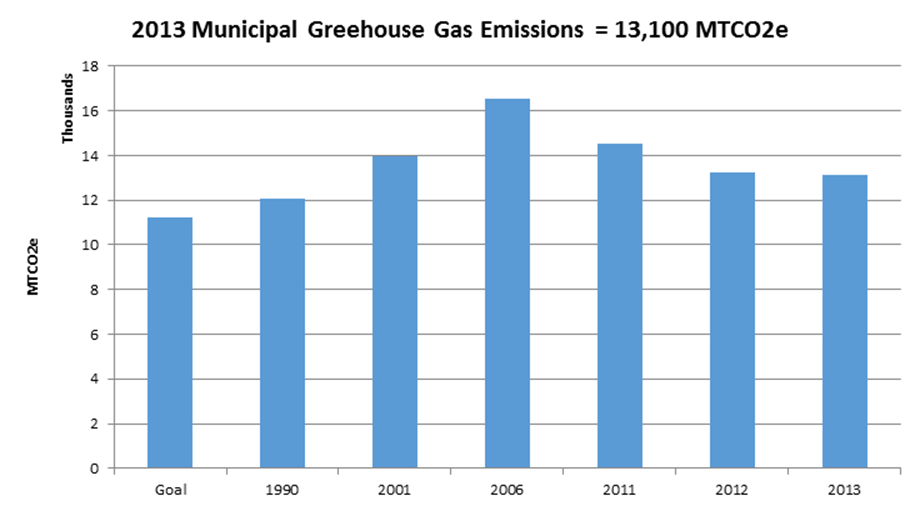 2013 Municipal Greehouse Gas Emissions = 13,100 MTCO2e
Thousands
MTCO2e
18
16
14
12
10
8
6
4
2
0
Goal 1990 2001 2006 2011 2012 2013